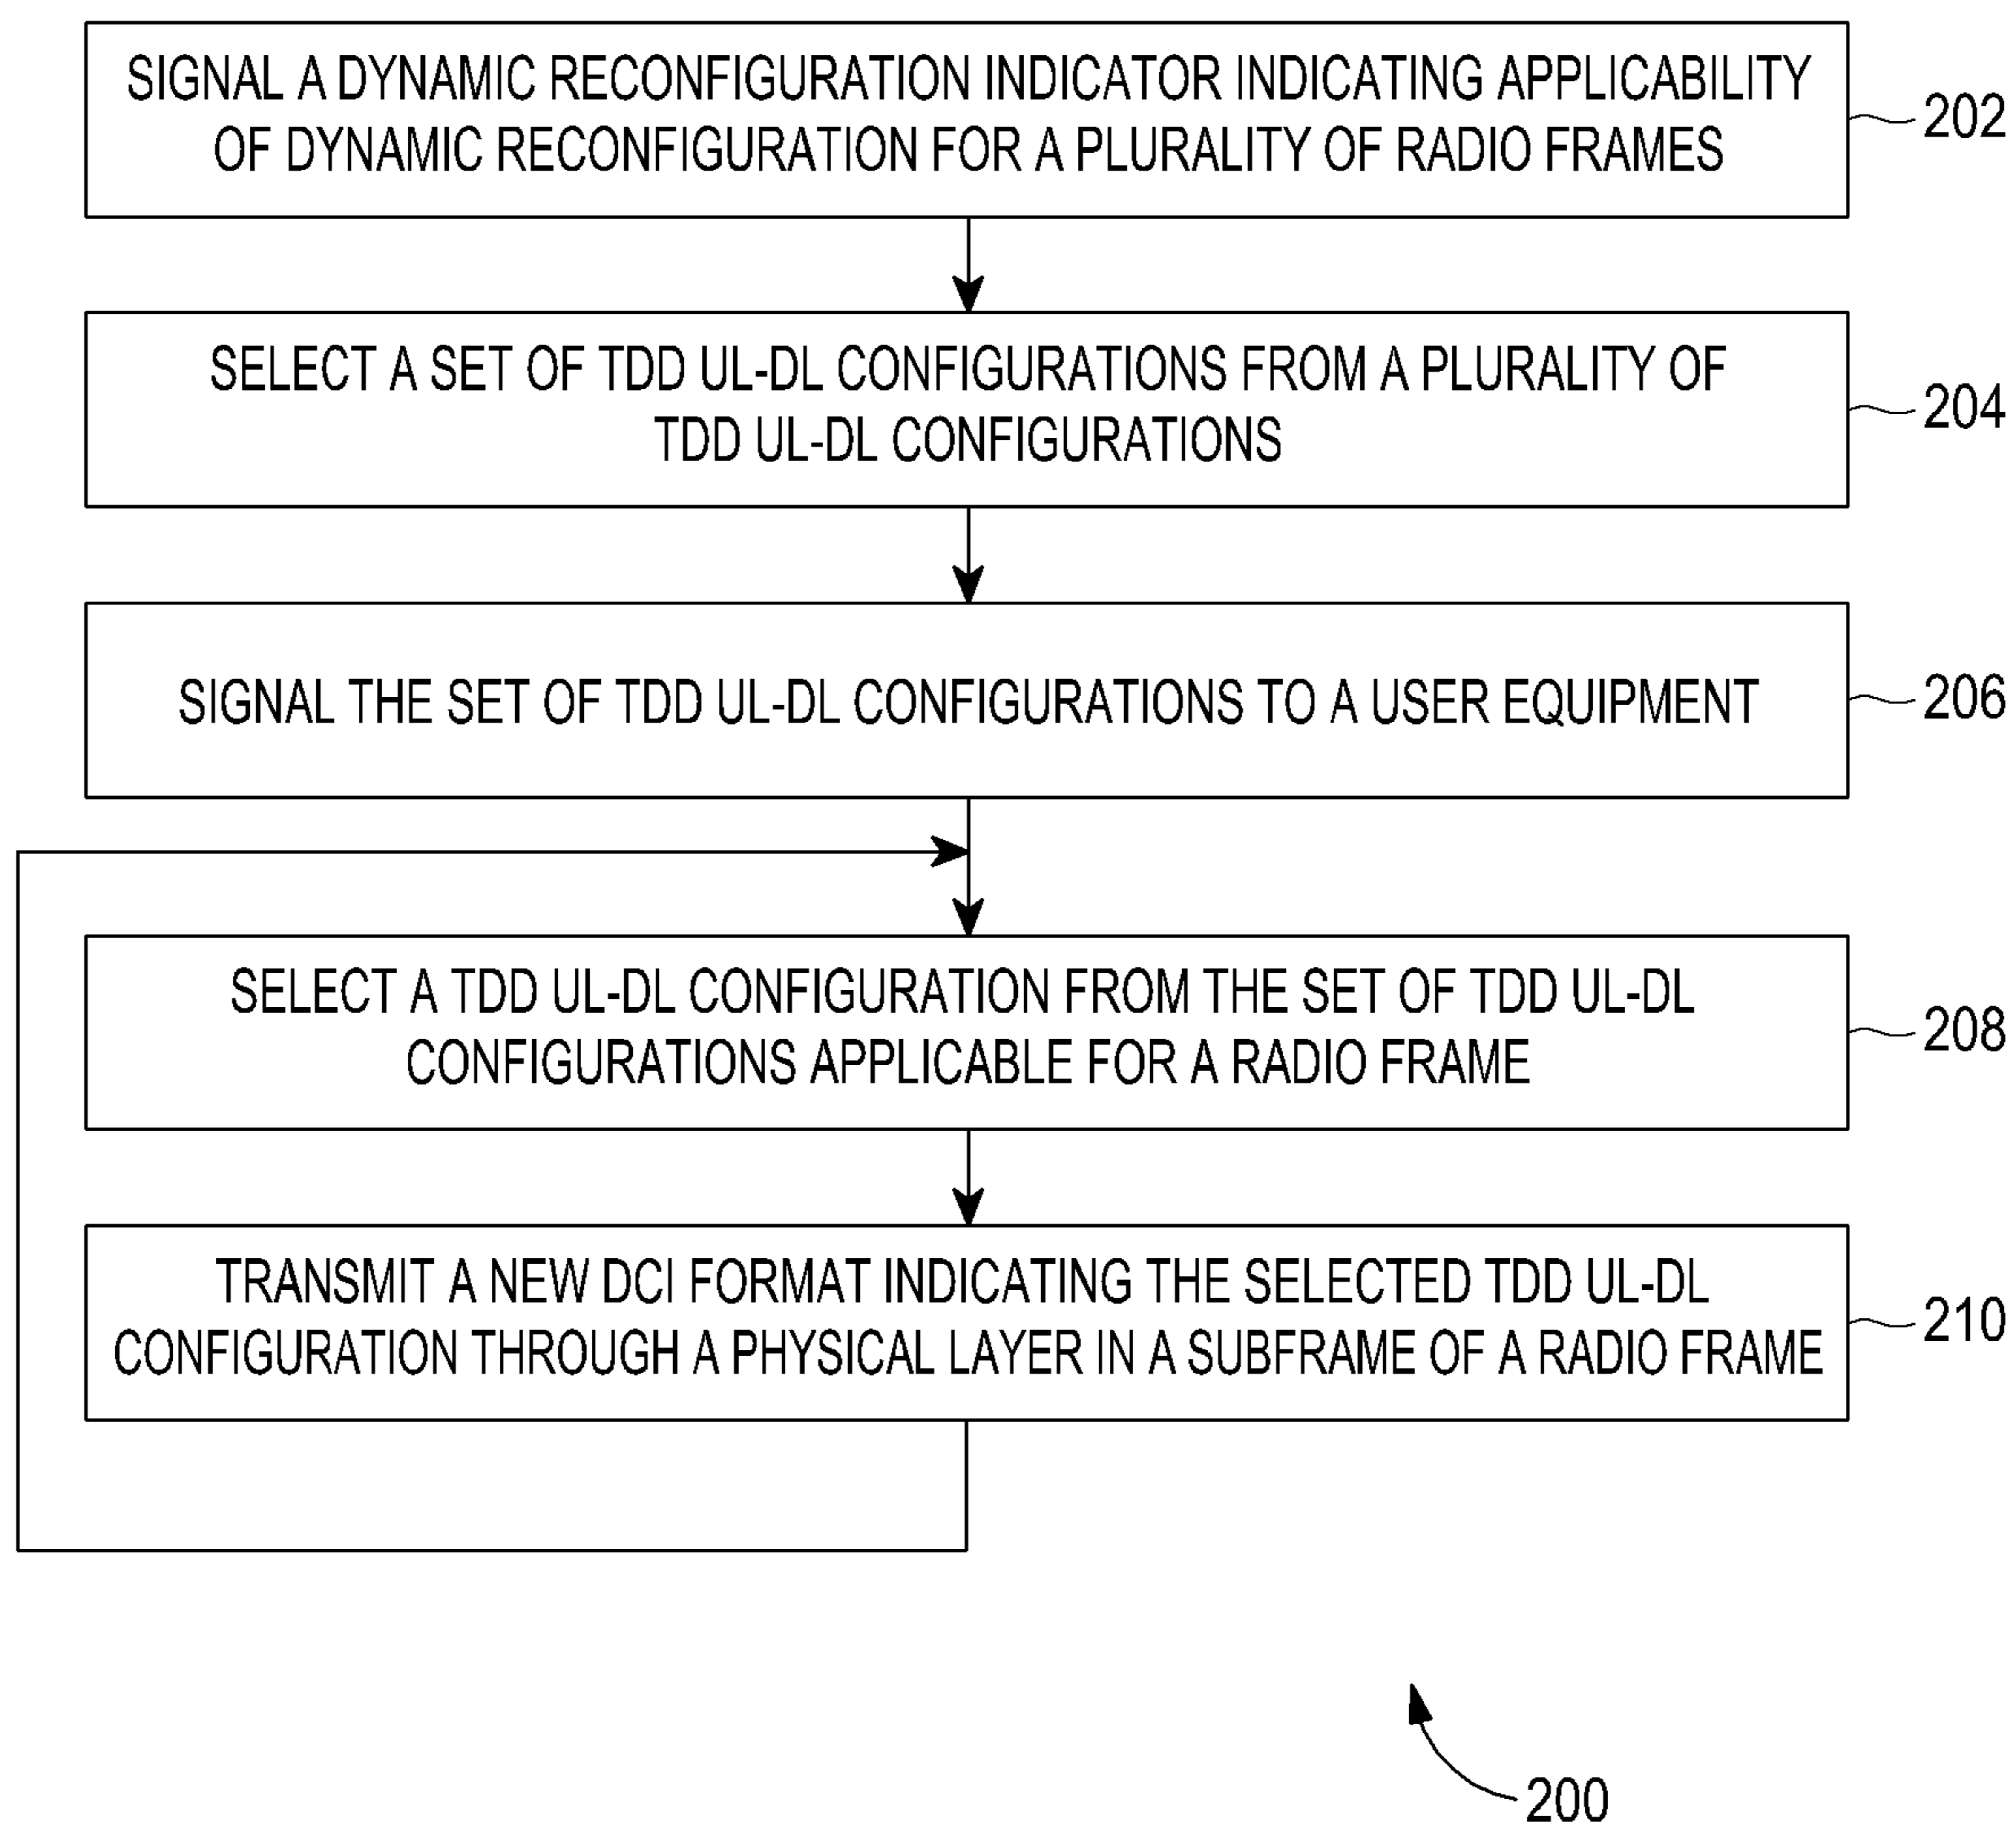 SIGNAL A DYNAMIC RECONFIGURATION INDICATOR INDICATING APPLICABILITY
OF DYNAMIC RECONFIGURATION FOR A PLURALITY OF RADIO FRAMES
202
SELECT A SET OF TDD UL-DL CONFIGURATIONS FROM A PLURALITY OF
TDD UL-DL CONFIGURATIONS
204
SIGNAL THE SET OF TDD UL-DL CONFIGURATIONS TO A USER EQUIPMENT
206
SELECT A TDD UL-DL CONFIGURATION FROM THE SET OF TDD UL-DL
CONFIGURATIONS APPLICABLE FOR A RADIO FRAME
208
TRANSMIT A NEW DCI FORMAT INDICATING THE SELECTED TDD UL-DL
CONFIGURATION THROUGH A PHYSICAL LAYER IN A SUBFRAME OF A RADIO FRAME
210
200